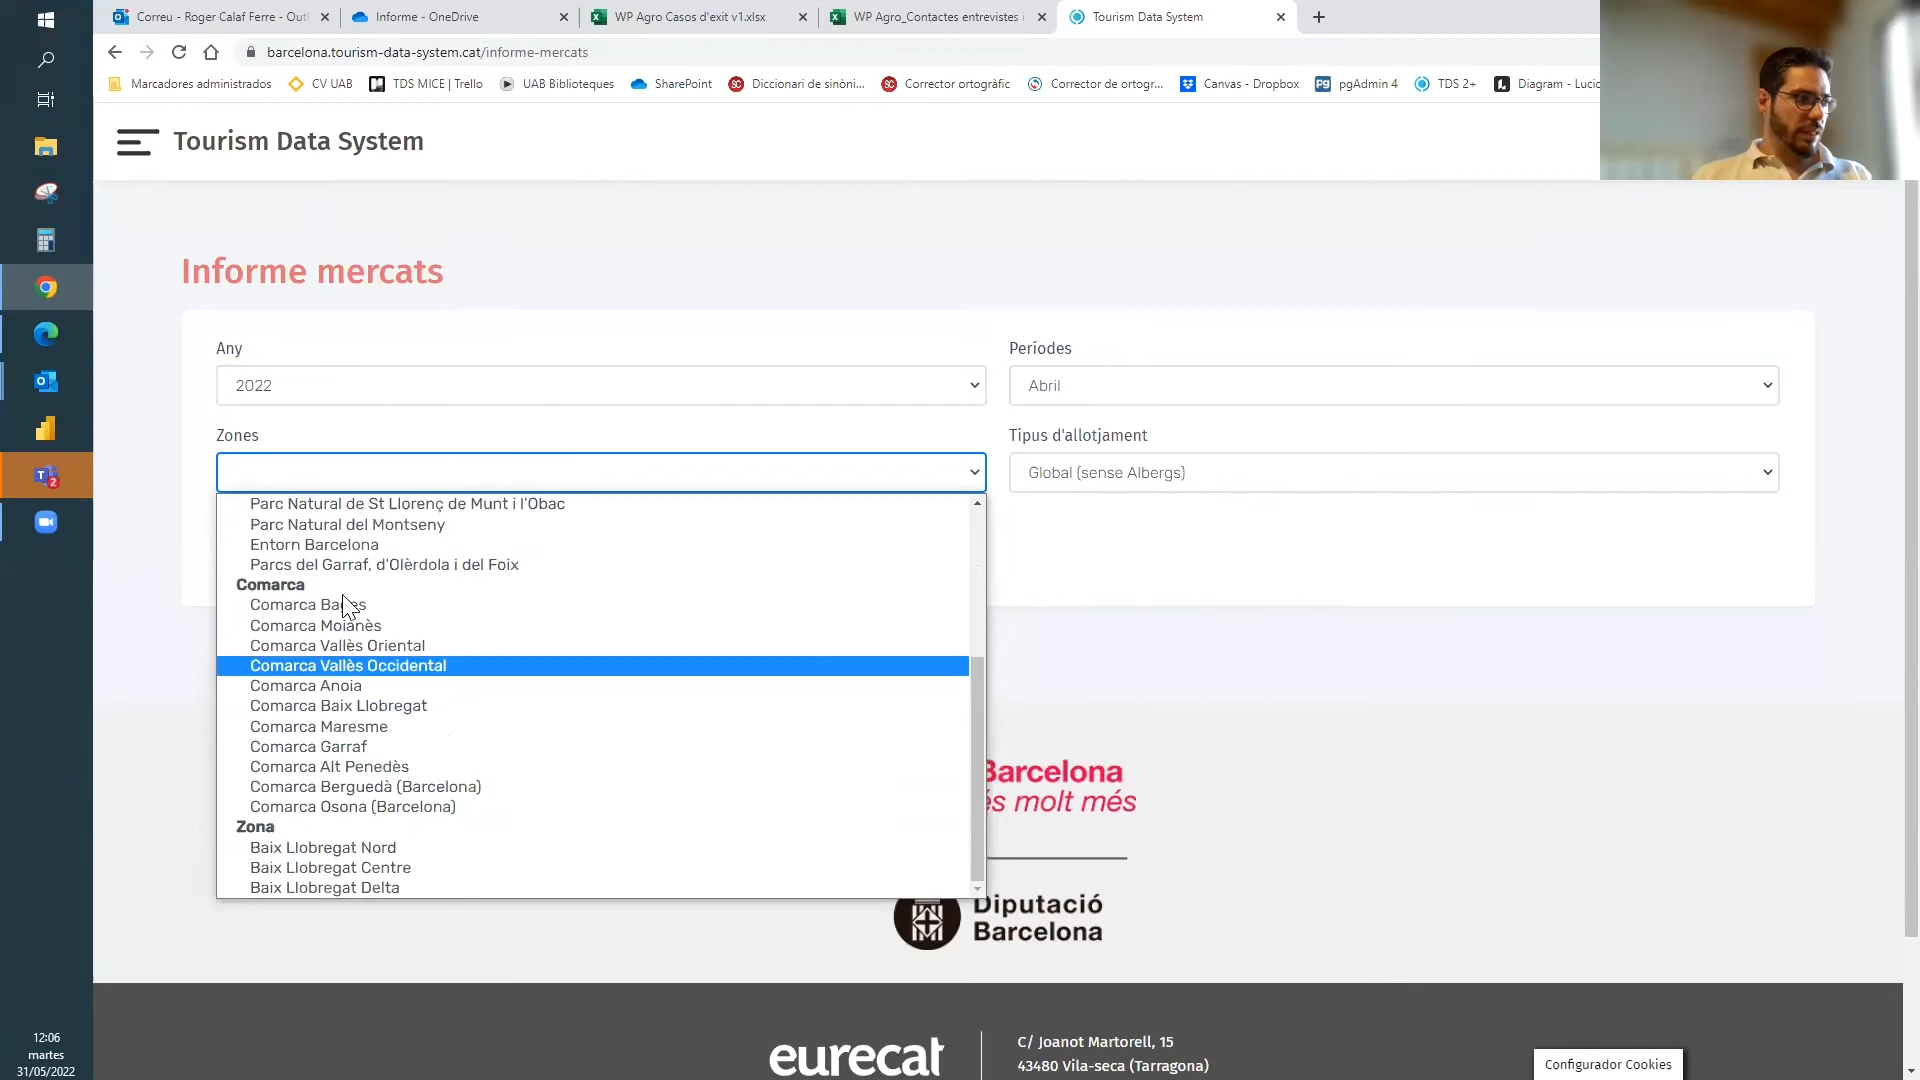 Correu - Roger Calaf Ferre - Outl
Informe - OneDrive
WP Agro Casos d'exit v1.xlsx
WP Agro_Contactes entrevistes i
Tourism Data System
barcelona.tourism-data-system.cat/informe-mercats
Marcadores administrados
CV UAB
TDS MICE | Trello
UAB Biblioteques
SharePoint
Diccionari de sinòni...
Corrector ortogràfic
Corrector de ortogr...
Canvas - Dropbox
pgAdmin 4
TDS 2+
Diagram - Lucid
Tourism Data System
Informe mercats
Any
Períodes
2022
Abril
Zones
Tipus d'allotjament
Global (sense Albergs)
Parc Natural de St Llorenç de Munt i l'Obac
Parc Natural del Montseny
Entorn Barcelona
Parcs del Garraf, d'Olèrdola i del Foix
Comarca
Comarca Bages
Comarca Moianès
Comarca Vallès Oriental
Comarca Vallès Occidental
Comarca Anoia
Comarca Baix Llobregat
Comarca Maresme
Comarca Garraf
Comarca Alt Penedès
Comarca Berguedà (Barcelona)
Comarca Osona (Barcelona)
Zona
Baix Llobregat Nord
Baix Llobregat Centre
Baix Llobregat Delta
Barcelona
és molt més
Diputació
Barcelona
eurecat
C/ Joanot Martorell, 15
43480 Vila-seca (Tarragona)
Configurador Cookies
12:06
martes
31/05/2022